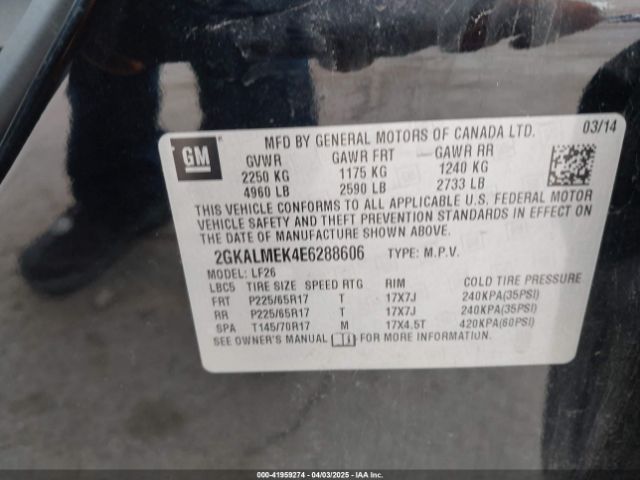 MFD BY GENERAL MOTORS OF CANADA LTD. 03/14
GM
GVWR GAWR FRT GAWR RR
2250 KG 1175 KG 1240 KG
4960 LB 2590 LB 2733 LB
THIS VEHICLE CONFORMS TO ALL APPLICABLE U.S. FEDERAL MOTOR
VEHICLE SAFETY AND THEFT PREVENTION STANDARDS IN EFFECT ON
THE DATE OF MANUFACTURE SHOWN ABOVE.
2GKALMEK4E6288606 TYPE: M.P.V.
MODEL: LF26
LBC5 TIRE SIZE SPEED RTG RIM COLD TIRE PRESSURE
FRT P225/65R17 T 17X7J 240KPA(35PSI)
RR P225/65R17 T 17X7J 240KPA(35PSI)
SPA T145/70R17 M 17X4.5T 420KPA(60PSI)
SEE OWNER'S MANUAL FOR MORE INFORMATION.
OWNER: 41959274 - 04/03/2025 - IAA Inc.